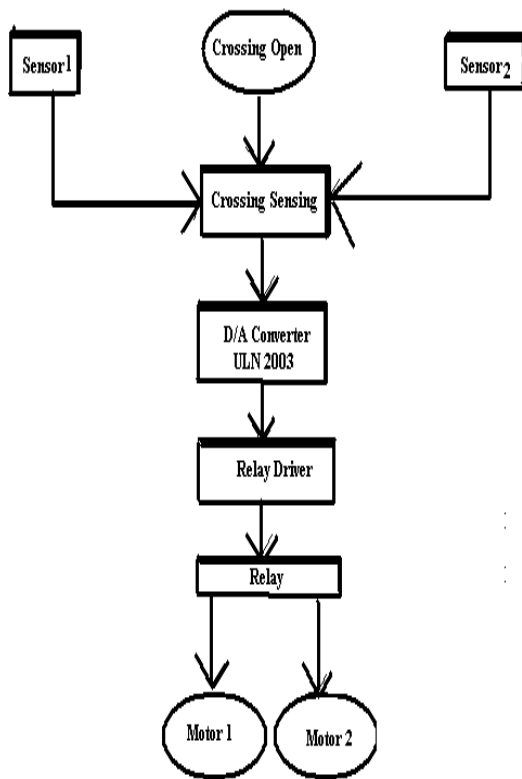 Sensor1
Crossing Open
Sensor2
Crossing Sensing
D/A Converter
ULN 2003
Relay Driver
Relay
Motor 1
Motor 2